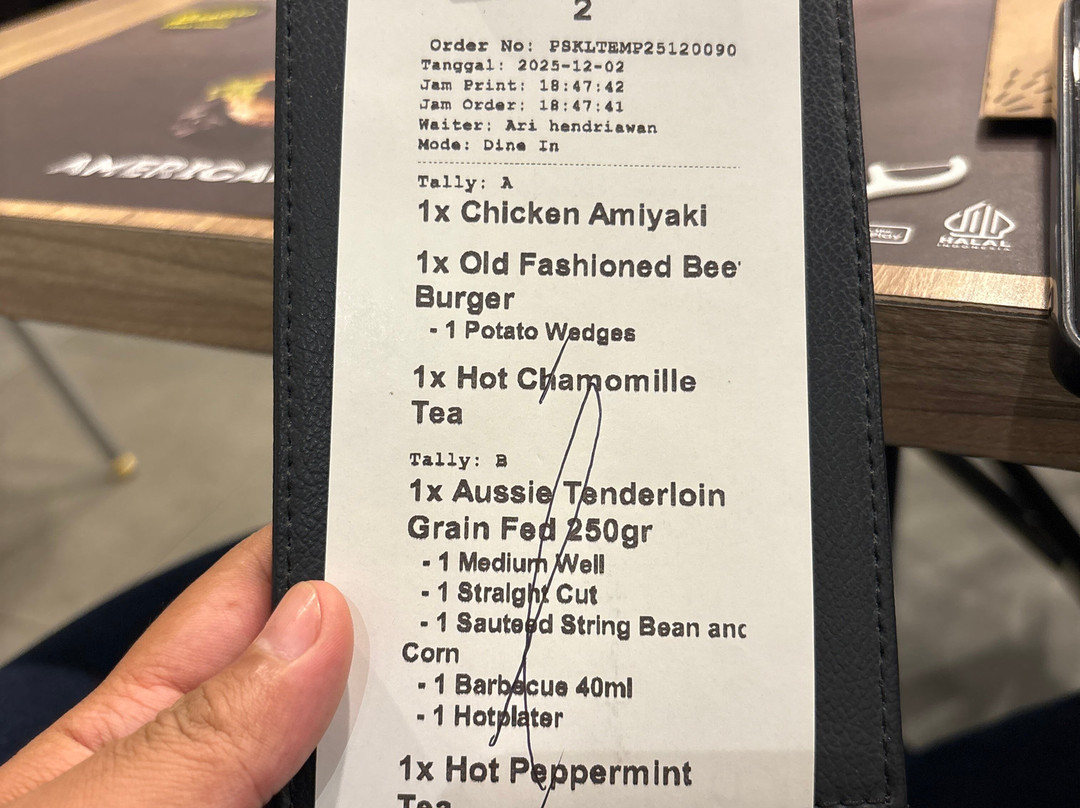 2
Order No: PSKLTEMP25120090
Tanggal: 2025-12-02
Jam Print: 18:47:42
Jam Order: 18:47:41
Waiter: Ari hendriawan
Mode: Dine In
Tally: A
1x Chicken Amiyaki
1x Old Fashioned Bee
Burger
- 1 Potato Wedges
1x Hot Chamomille
Tea
Tally: B
1x Aussie Tenderloin
Grain Fed 250gr
- 1 Medium Well
- 1 Straight Cut
- 1 Sauteed String Bean and
Corn
- 1 Barbecue 40ml
- 1 Hotplater
1x Hot Peppermint
Tea
AMERICA
HALAL
INDONESIA